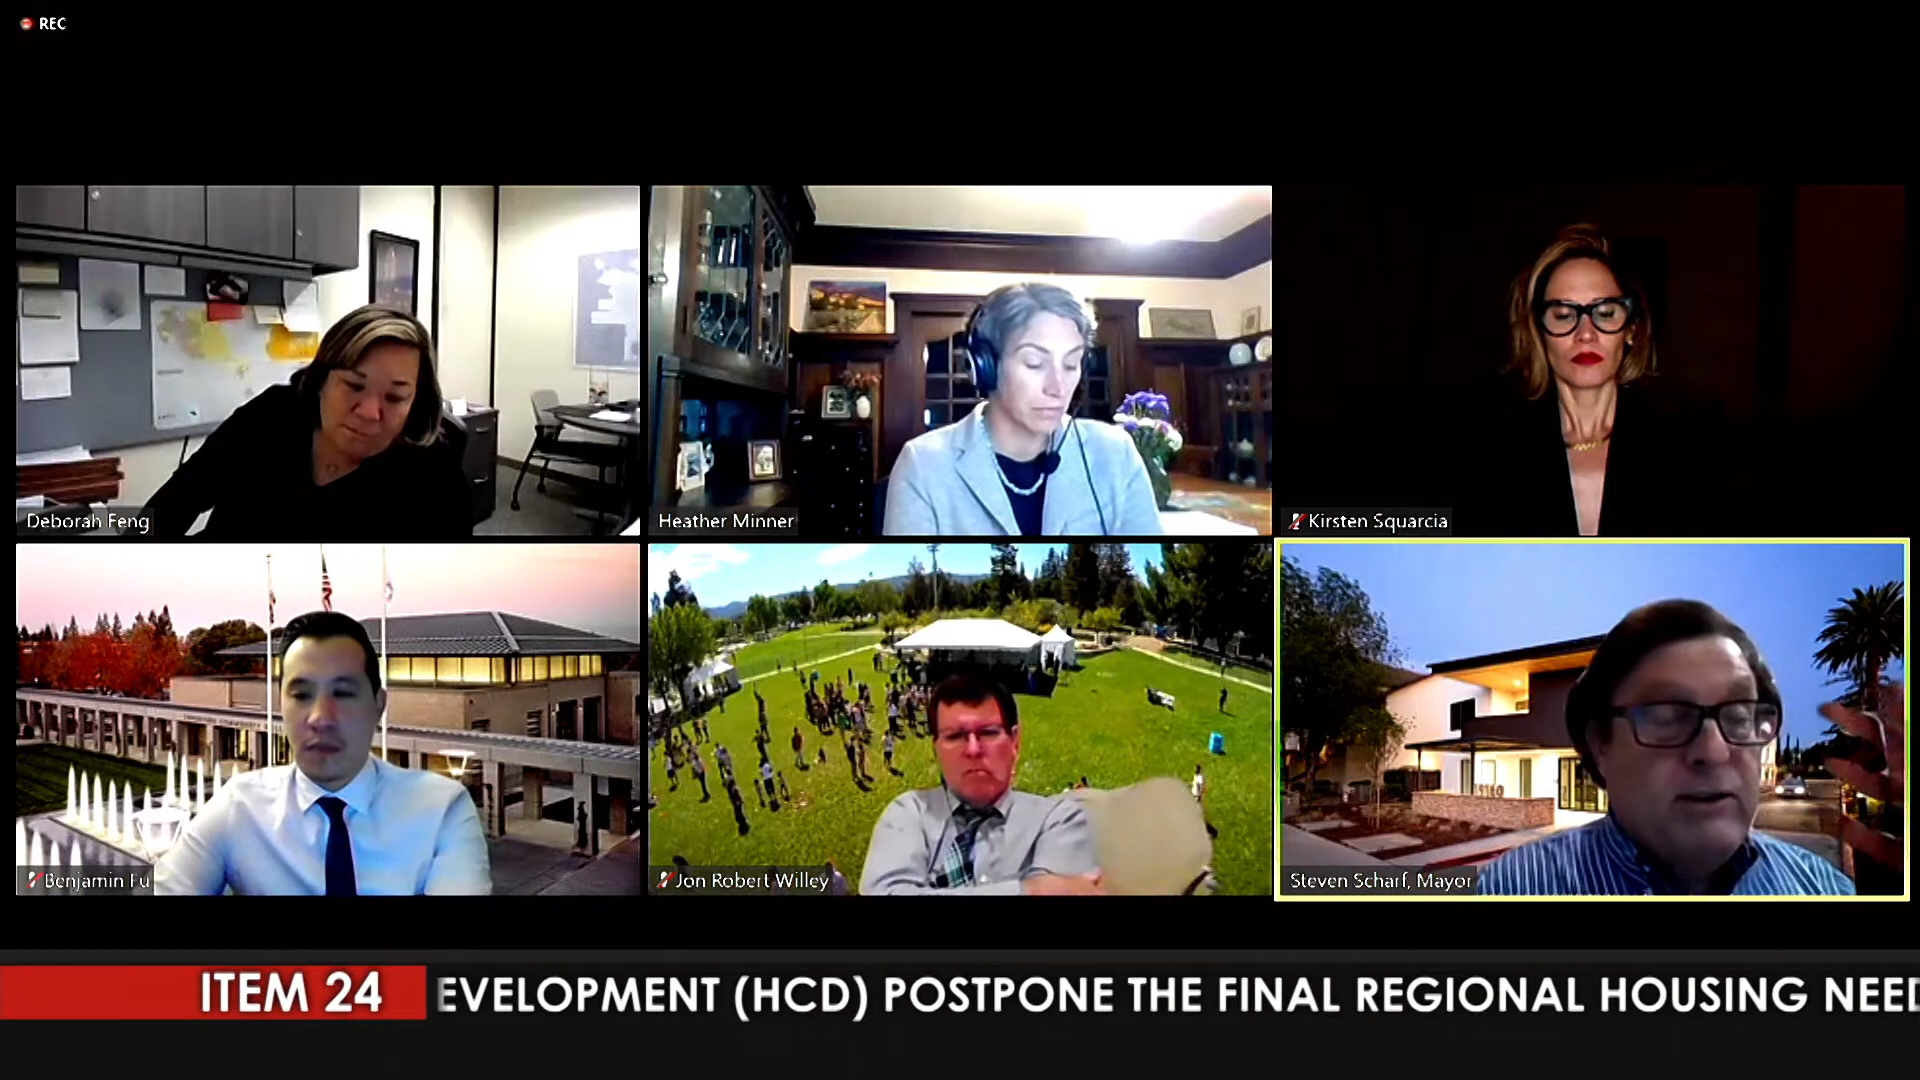 REC
Deborah Feng
Heather Minner
Kirsten Squarcia
Benjamin Fu
Jon Robert Willey
Steven Scharf, Mayor
ITEM 24
EVELOPMENT (HCD) POSTPONE THE FINAL REGIONAL HOUSING NEED